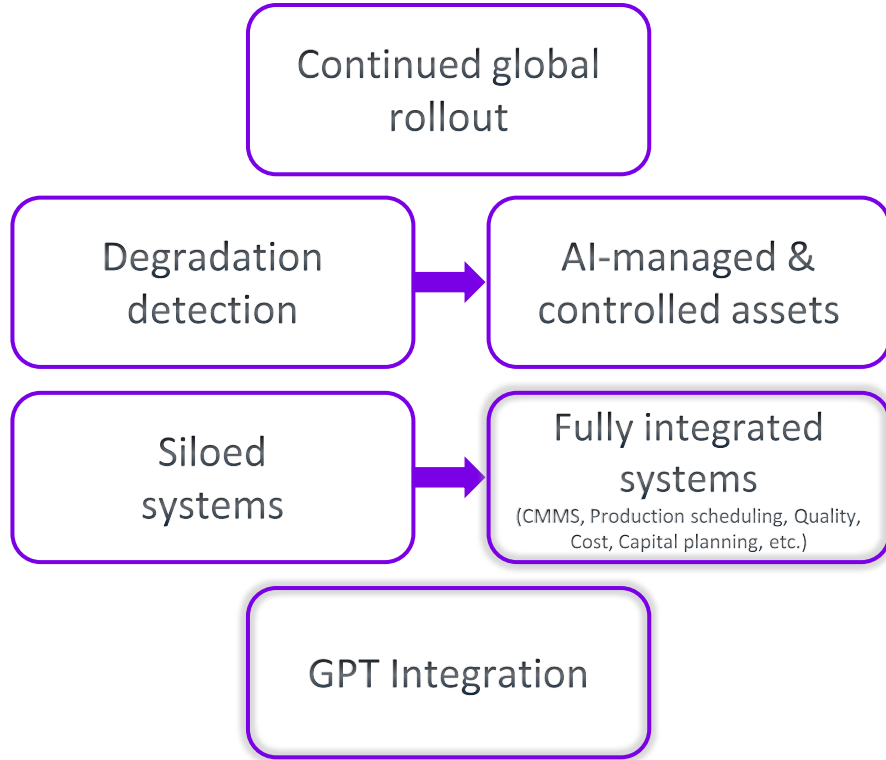 Continued global
rollout
Degradation
detection
AI-managed &
controlled assets
Siloed
systems
Fully integrated
systems
(CMMS, Production scheduling, Quality,
Cost, Capital planning, etc.)
GPT Integration